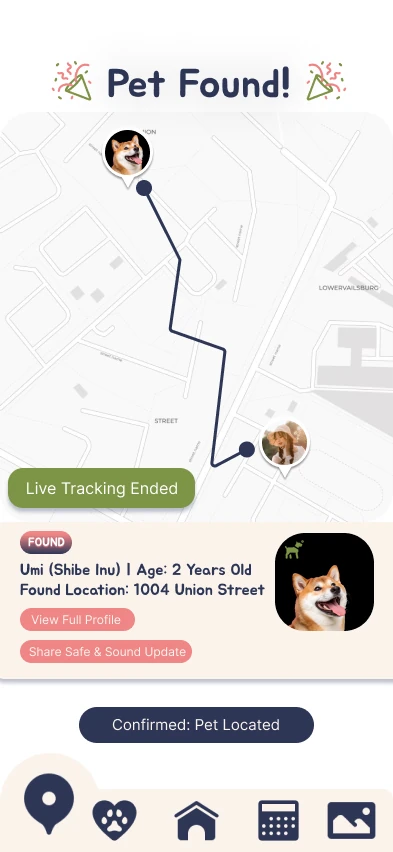 Pet Found!
ION
LOWERVAILSBURG
STREET
Live Tracking Ended
FOUND
Umi (Shibe Inu) | Age: 2 Years Old
Found Location: 1004 Union Street
View Full Profile
Share Safe & Sound Update
Confirmed: Pet Located